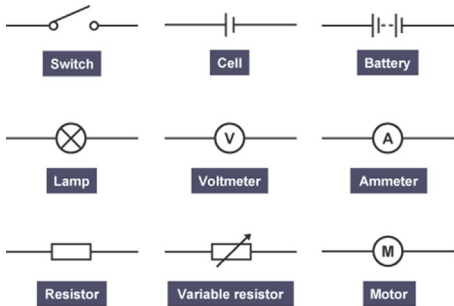 Switch
Cell
Battery
Lamp
V
Voltmeter
A
Ammeter
Resistor
Variable resistor
M
Motor